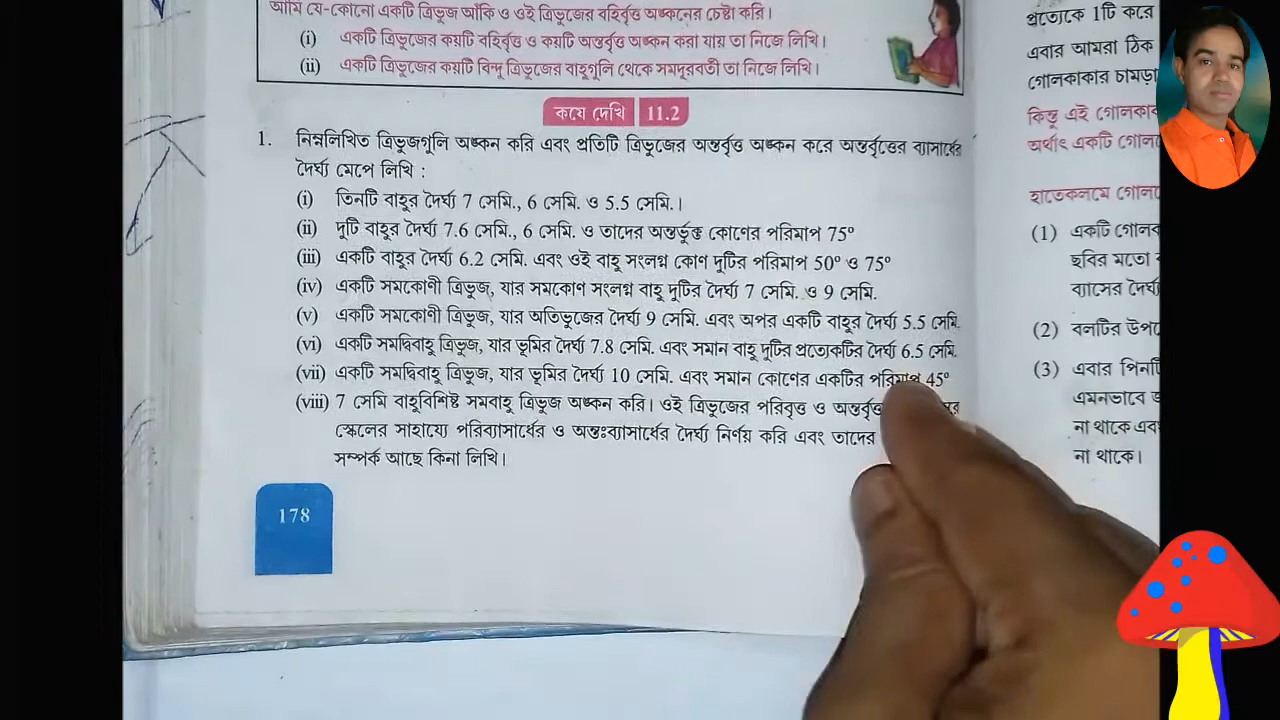 আমি যে-কোনো একটি ত্রিভুজ আঁকি ও ওই ত্রিভুজের বহির্বৃত্ত অঙ্কনের চেষ্টা করি।
(i) একটি ত্রিভুজের কয়টি বহির্বৃত্ত ও কয়টি অন্তর্বৃত্ত অঙ্কন করা যায় তা নিজে লিখি।
(ii) একটি ত্রিভুজের কয়টি বিন্দু ত্রিভুজের বাহুগুলি থেকে সমদূরবর্তী তা নিজে লিখি।
কষে দেখি 11.2
1. নিম্নলিখিত ত্রিভুজগুলি অঙ্কন করি এবং প্রতিটি ত্রিভুজের অন্তর্বৃত্ত অঙ্কন করে অন্তর্বৃত্তের ব্যাসার্ধের
দৈর্ঘ্য মেপে লিখি :
(i) তিনটি বাহুর দৈর্ঘ্য 7 সেমি., 6 সেমি. ও 5.5 সেমি.।
(ii) দুটি বাহুর দৈর্ঘ্য 7.6 সেমি., 6 সেমি. ও তাদের অন্তর্ভুক্ত কোণের পরিমাপ 75°
(iii) একটি বাহুর দৈর্ঘ্য 6.2 সেমি. এবং ওই বাহু সংলগ্ন কোণ দুটির পরিমাপ 50° ও 75°
(iv) একটি সমকোণী ত্রিভুজ, যার সমকোণ সংলগ্ন বাহু দুটির দৈর্ঘ্য 7 সেমি. ও 9 সেমি.
(v) একটি সমকোণী ত্রিভুজ, যার অতিভুজের দৈর্ঘ্য 9 সেমি. এবং অপর একটি বাহুর দৈর্ঘ্য 5.5 সেমি.
(vi) একটি সমদ্বিবাহু ত্রিভুজ, যার ভূমির দৈর্ঘ্য 7.8 সেমি. এবং সমান বাহু দুটির প্রত্যেকটির দৈর্ঘ্য 6.5 সেমি.
(vii) একটি সমদ্বিবাহু ত্রিভুজ, যার ভূমির দৈর্ঘ্য 10 সেমি. এবং সমান কোণের একটির পরিমাপ 45°
(viii) 7 সেমি বাহুবিশিষ্ট সমবাহু ত্রিভুজ অঙ্কন করি। ওই ত্রিভুজের পরিবৃত্ত ও অন্তর্বৃত্ত
স্কেলের সাহায্যে পরিব্যাসার্ধের ও অন্তঃব্যাসার্ধের দৈর্ঘ্য নির্ণয় করি এবং তাদের
সম্পর্ক আছে কিনা লিখি।
178
প্রত্যেকে 1টি করে
এবার আমরা ঠিক
গোলাকাকার চামড়া
কিন্তু এই
অর্থাৎ একটি
হাতেকলমে
(1) একটি
ছবির মতো
ব্যাসের দৈর্ঘ্য
(2) বলটির
(3) এবার
এমনভাবে
না থাকে এবং
না থাকে।